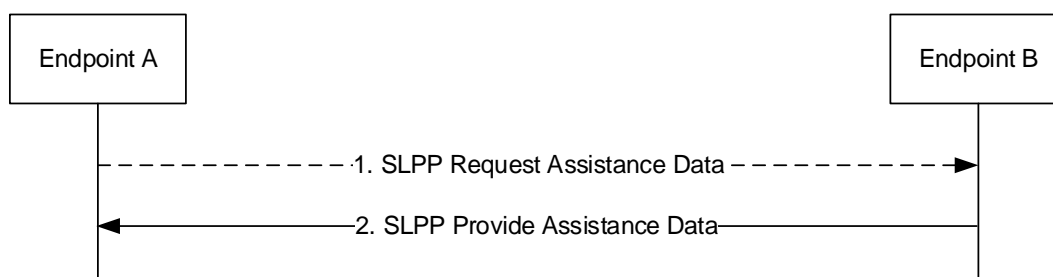 Endpoint A
Endpoint B
1. SLPP Request Assistance Data
2. SLPP Provide Assistance Data